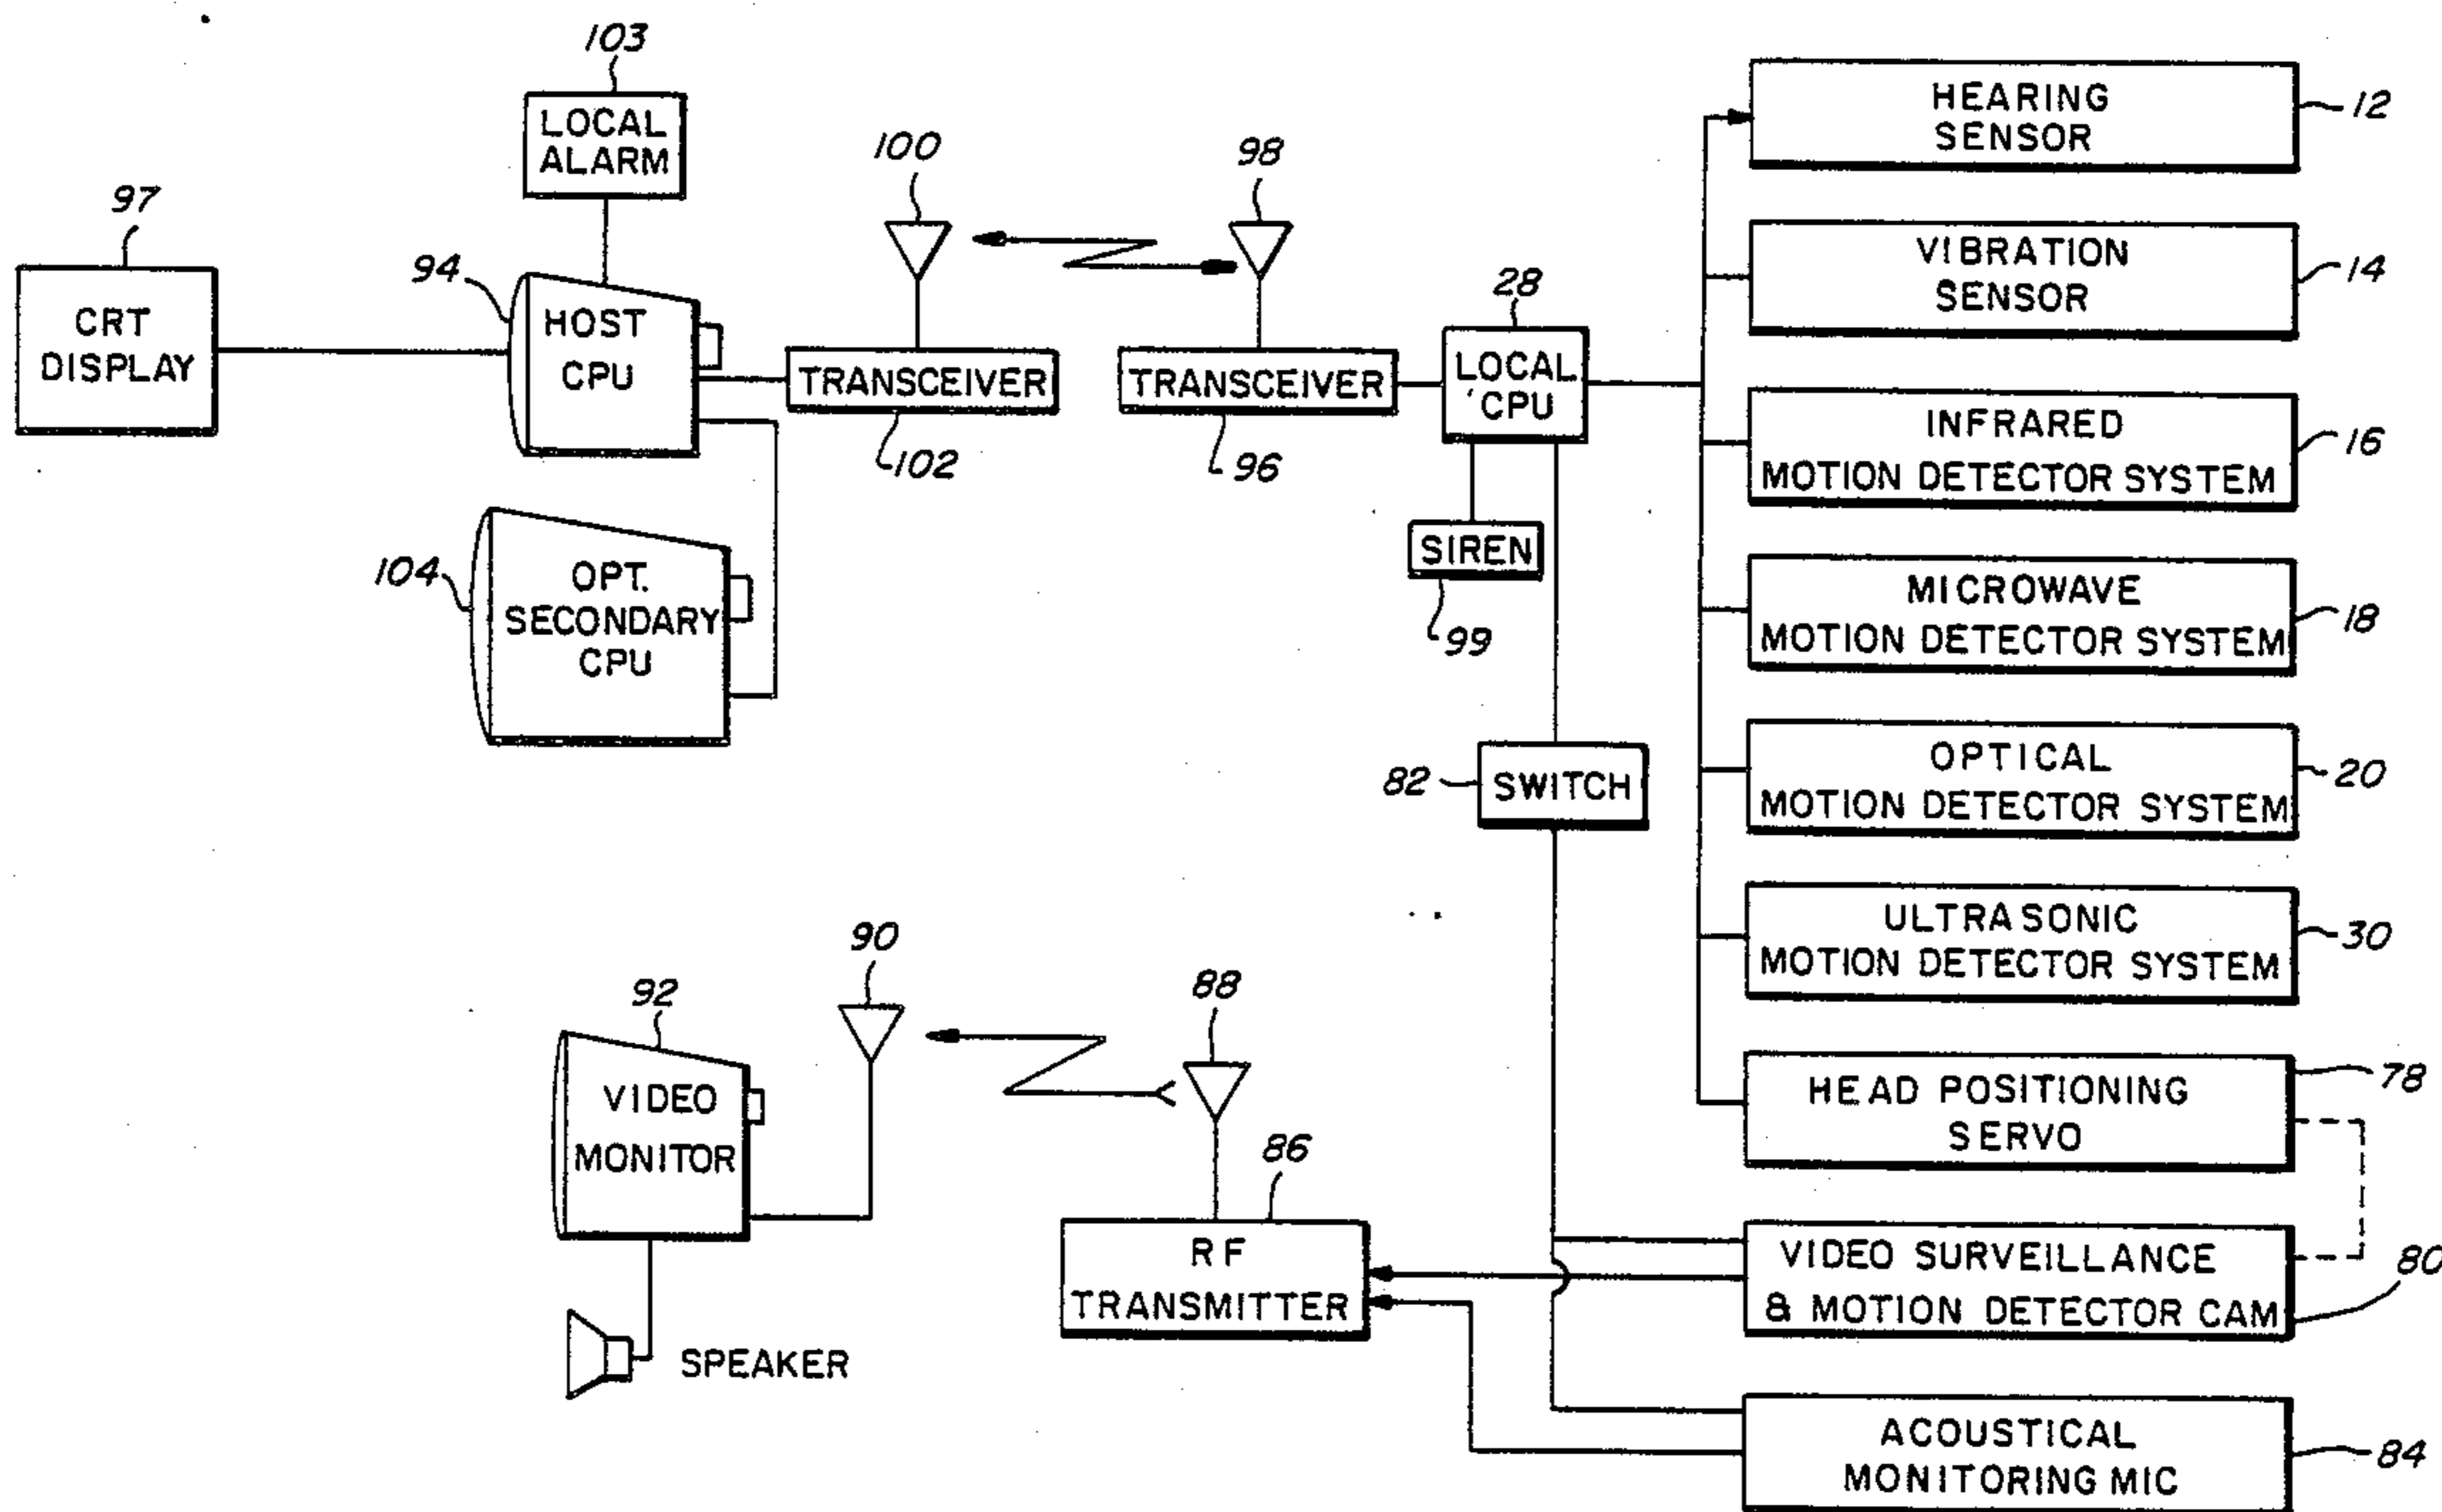 103
LOCAL
ALARM
97
CRT
DISPLAY
94
HOST
CPU
100
98
TRANSCEIVER
102
TRANSCEIVER
96
28
LOCAL
CPU
SIREN
99
104
OPT.
SECONDARY
CPU
82
SWITCH
HEARING
SENSOR
12
VIBRATION
SENSOR
14
INFRARED
MOTION DETECTOR SYSTEM
16
MICROWAVE
MOTION DETECTOR SYSTEM
18
OPTICAL
MOTION DETECTOR SYSTEM
20
ULTRASONIC
MOTION DETECTOR SYSTEM
30
HEAD POSITIONING
SERVO
78
VIDEO SURVEILLANCE
& MOTION DETECTOR CAM
80
ACOUSTICAL
MONITORING MIC
84
90
92
VIDEO
MONITOR
SPEAKER
88
86
RF
TRANSMITTER